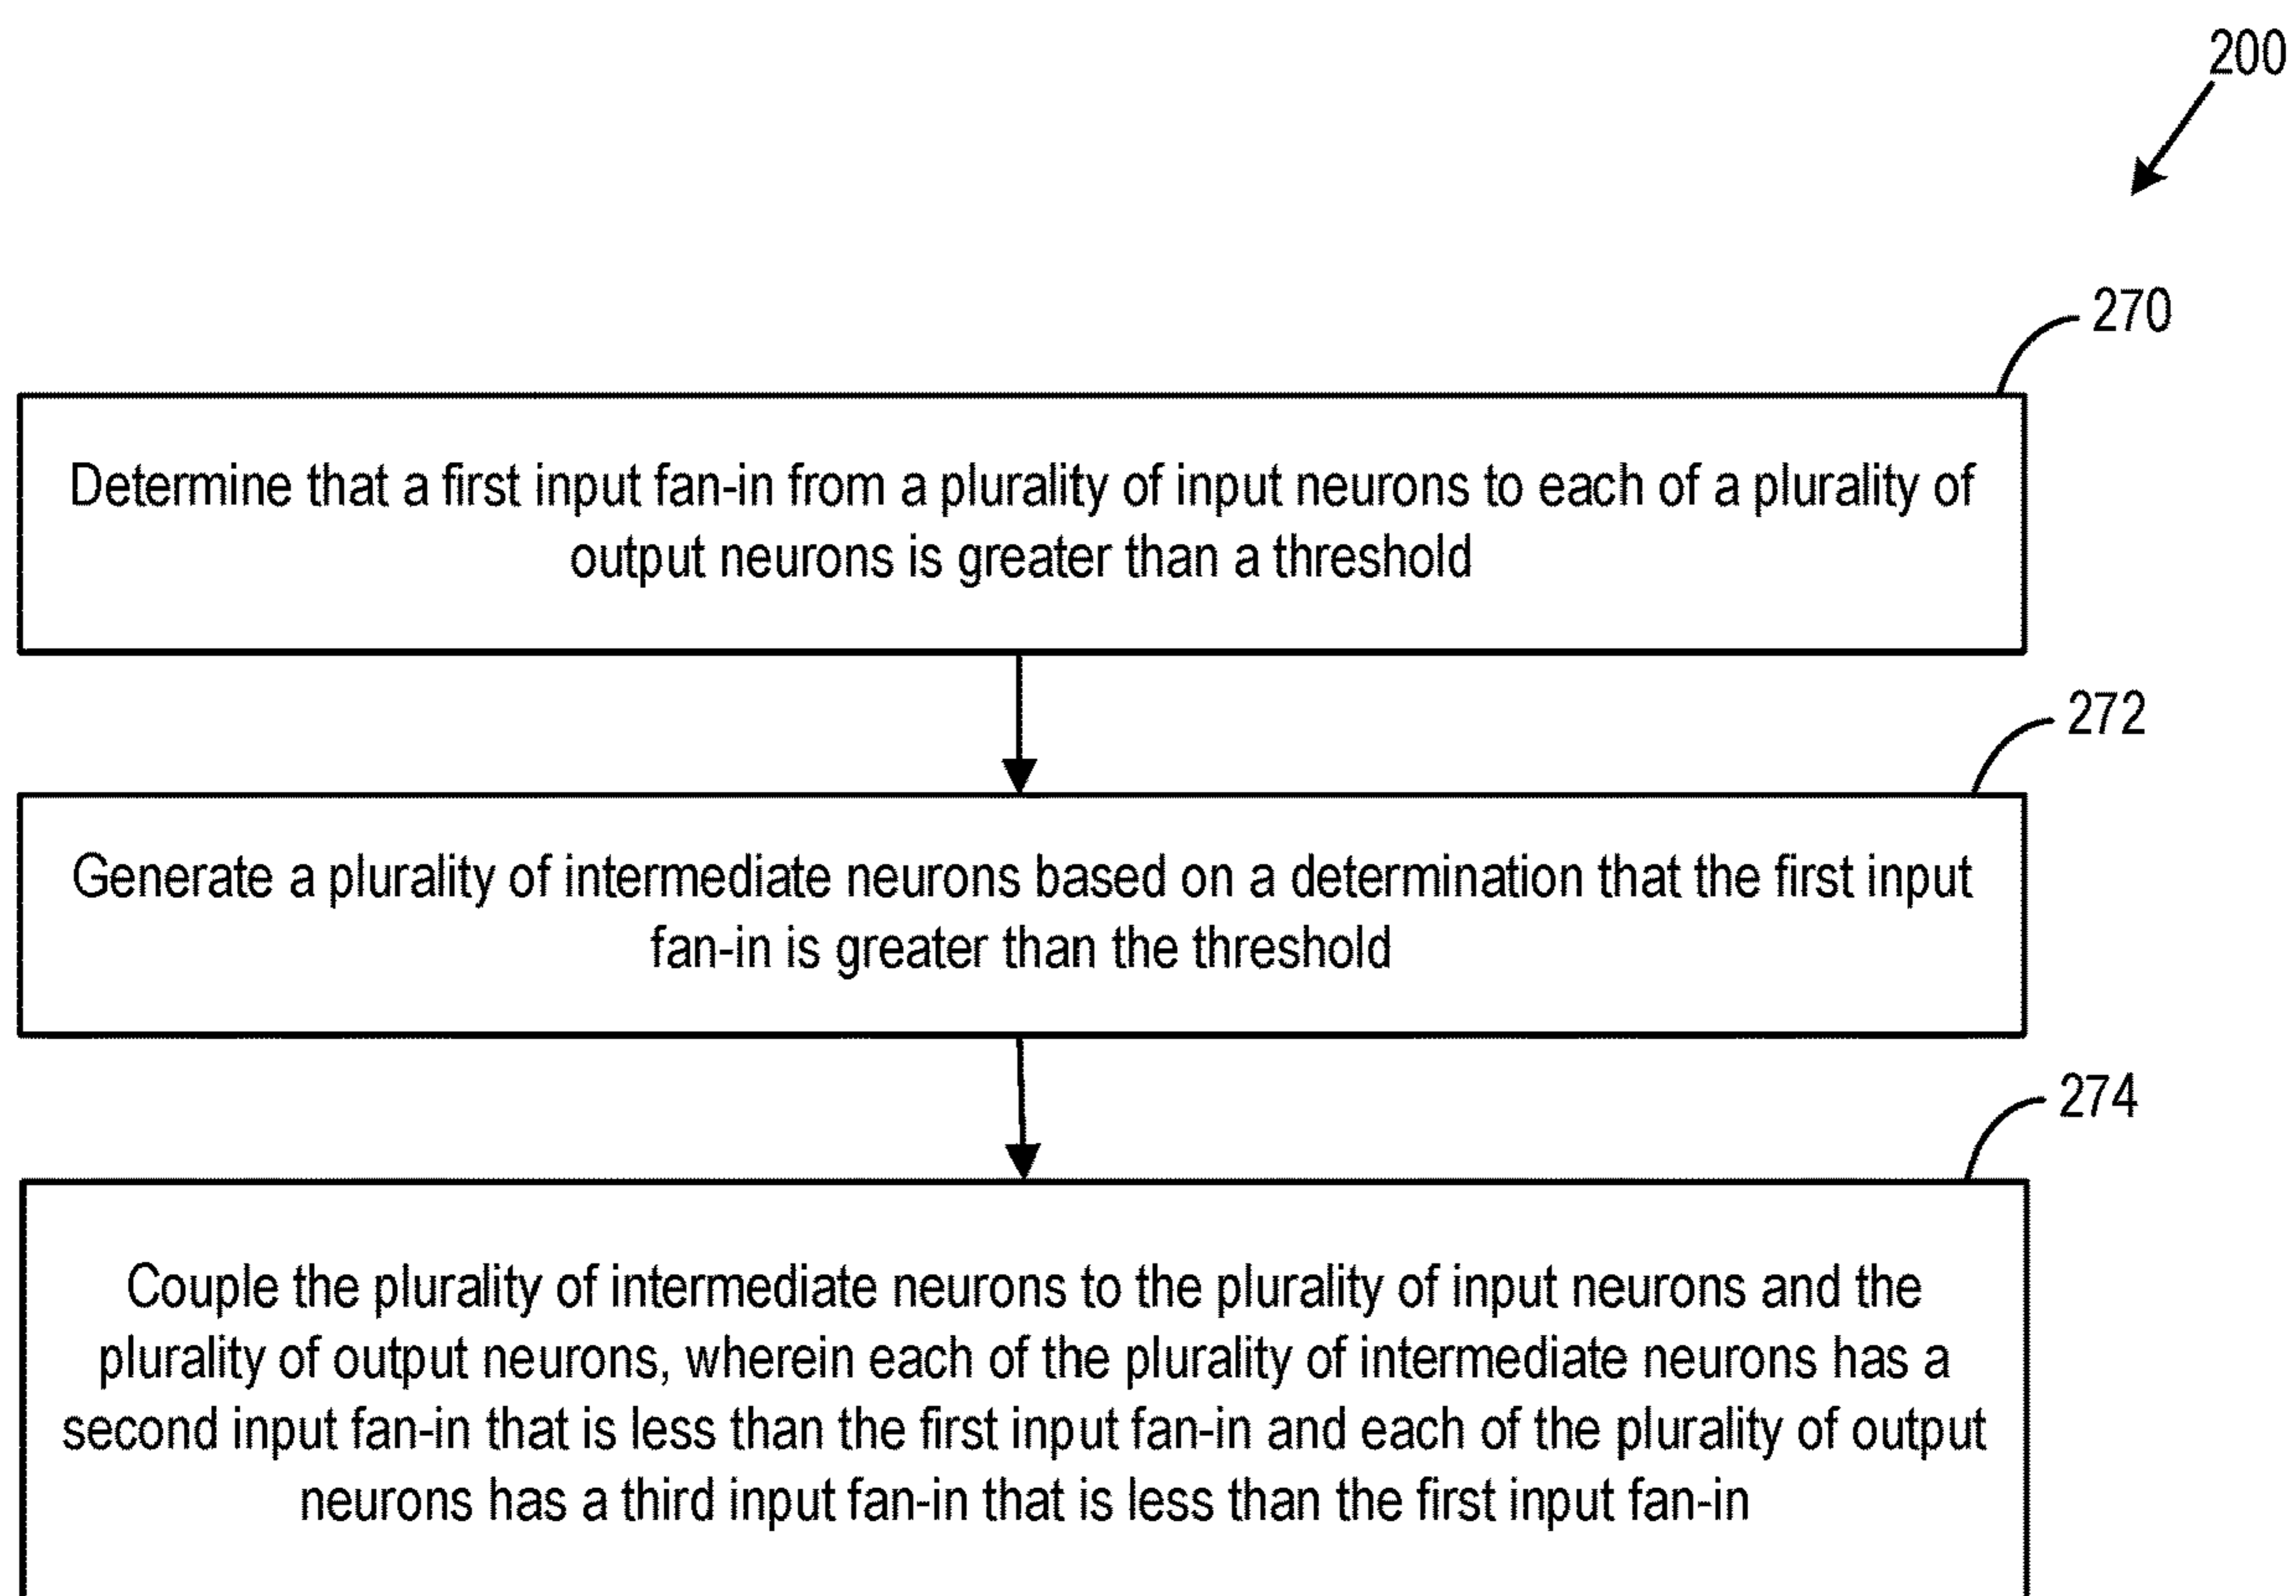 200
270
Determine that a first input fan-in from a plurality of input neurons to each of a plurality of
output neurons is greater than a threshold
272
Generate a plurality of intermediate neurons based on a determination that the first input
fan-in is greater than the threshold
274
Couple the plurality of intermediate neurons to the plurality of input neurons and the
plurality of output neurons, wherein each of the plurality of intermediate neurons has a
second input fan-in that is less than the first input fan-in and each of the plurality of output
neurons has a third input fan-in that is less than the first input fan-in